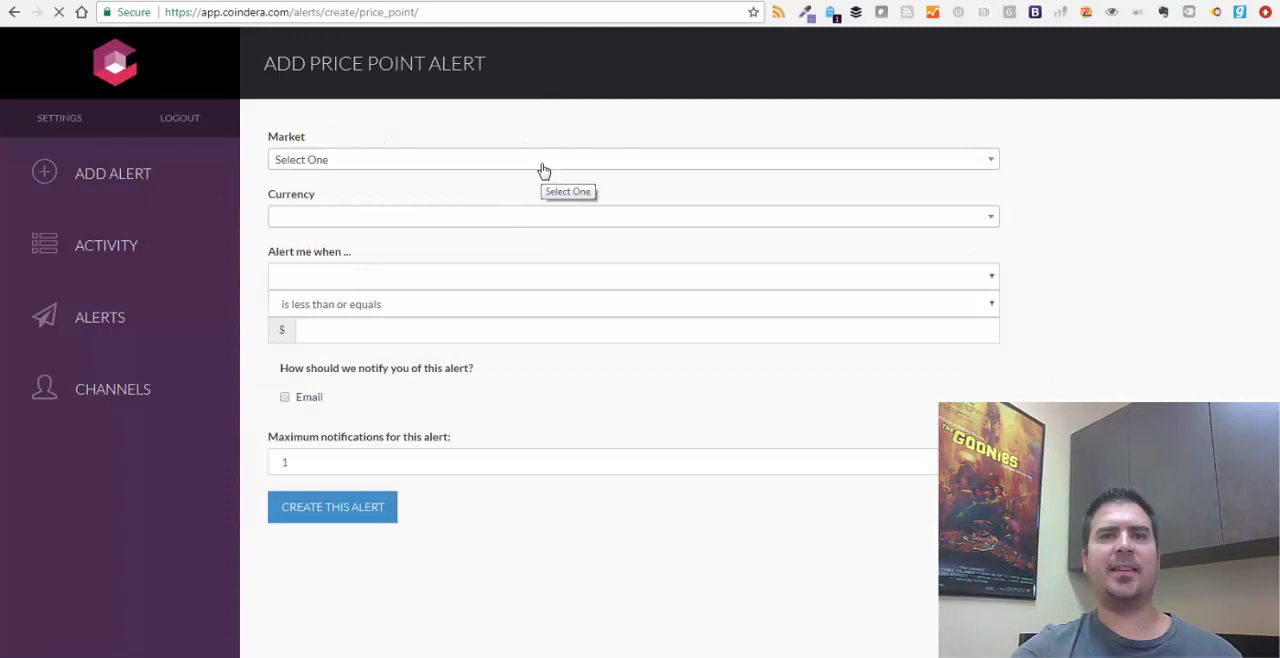 Secure
https://app.coindera.com/alerts/create/price_point/
ADD PRICE POINT ALERT
SETTINGS
LOGOUT
ADD ALERT
ACTIVITY
ALERTS
CHANNELS
Market
Select One
Select One
Currency
Alert me when ...
is less than or equals
$
How should we notify you of this alert?
Email
Maximum notifications for this alert:
1
CREATE THIS ALERT
THE GOONIES